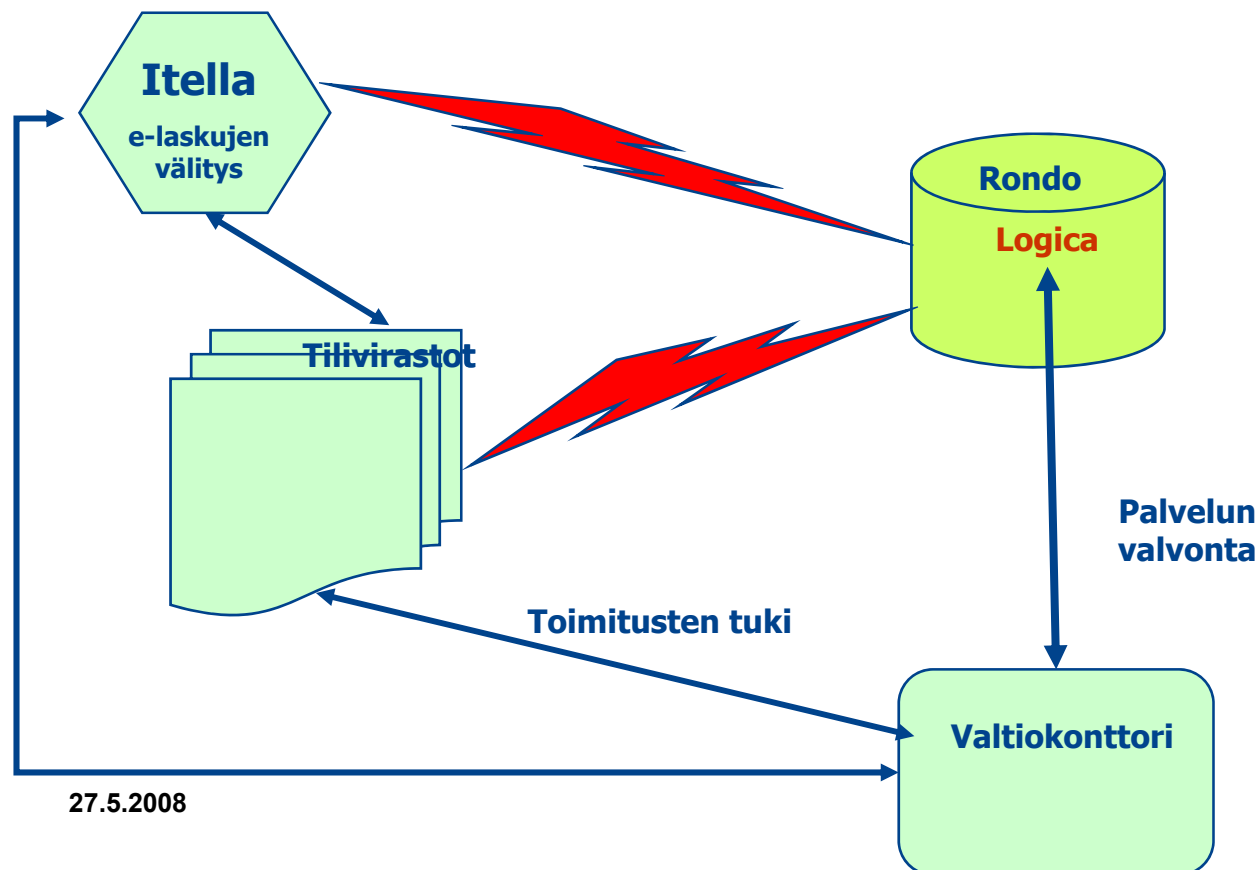 Itella
e-laskujen
välitys
Rondo
Logica
Tilivirastot
Palvelun
valvonta
Toimitusten tuki
Valtiokonttori
27.5.2008